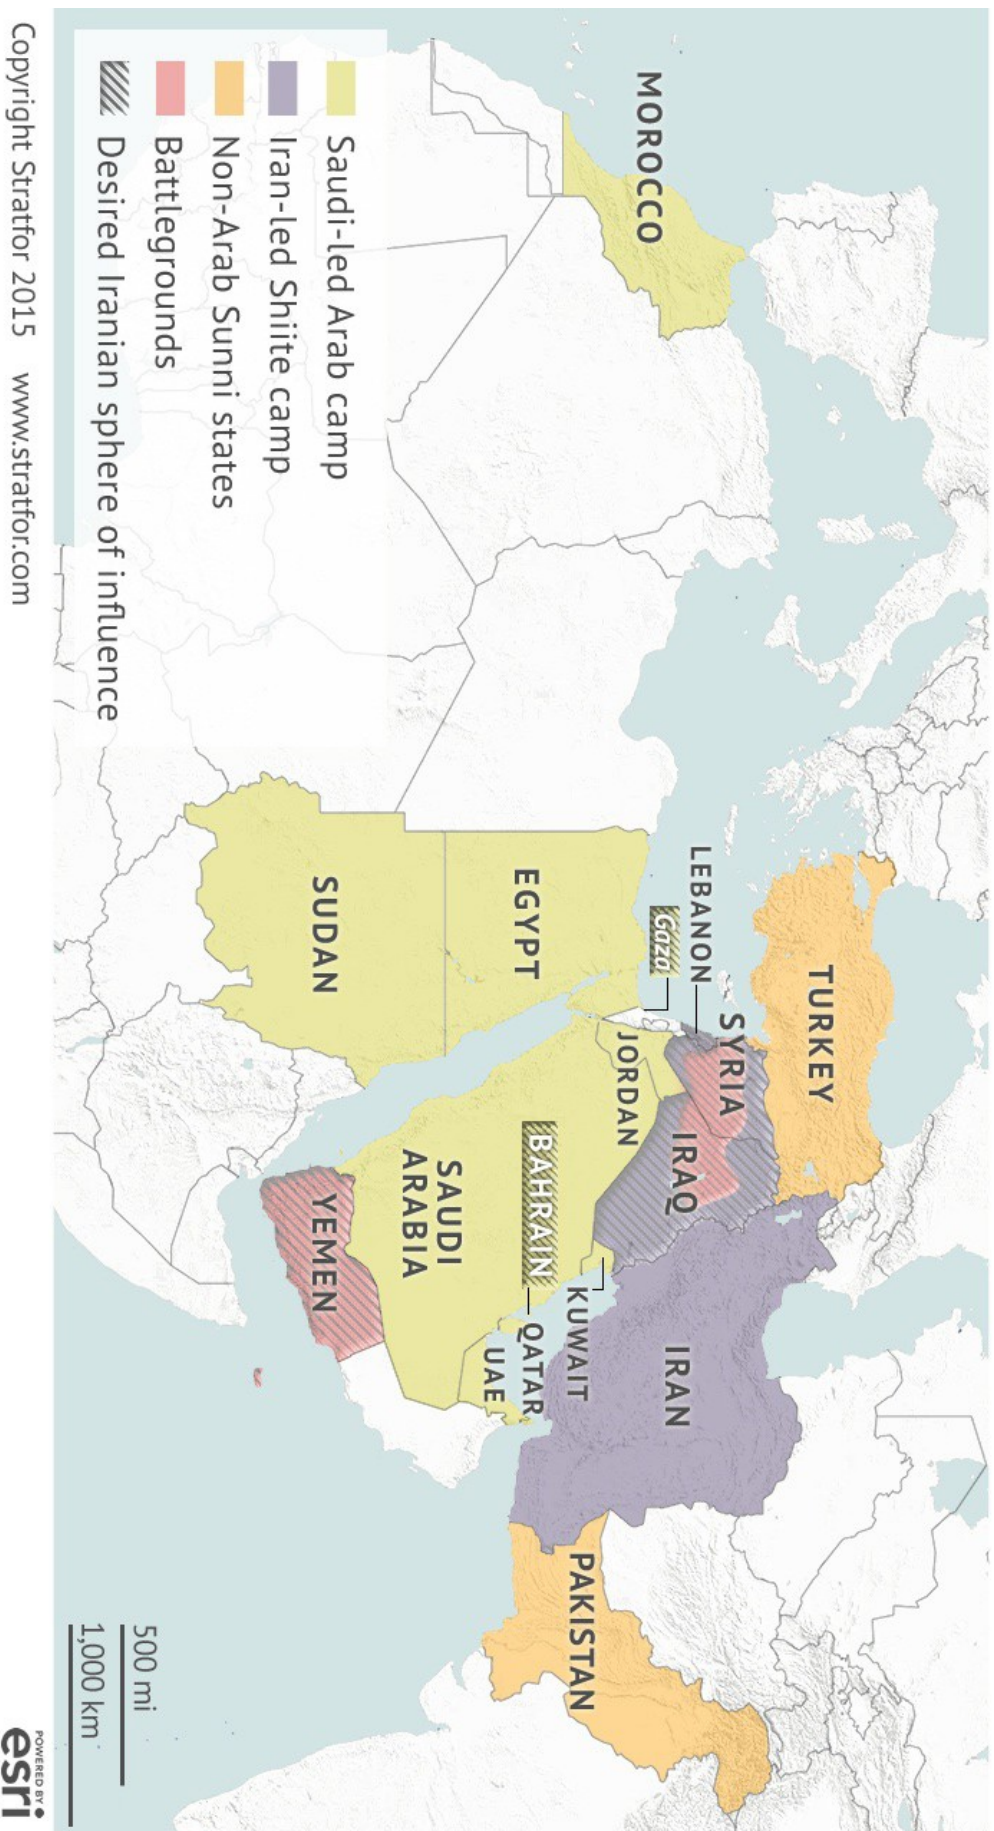 MOROCCO
TURKEY
LEBANON
SYRIA
Gaza
JORDAN
IRAQ
IRAN
EGYPT
BAHRAIN
KUWAIT
QATAR
UAE
PAKISTAN
SUDAN
SAUDI
ARABIA
YEMEN
Saudi-led Arab camp
Iran-led Shiite camp
Non-Arab Sunni states
Battlegrounds
Desired Iranian sphere of influence
500 mi
1,000 km
Copyright Stratfor 2015 www.stratfor.com
POWERED BY
esri